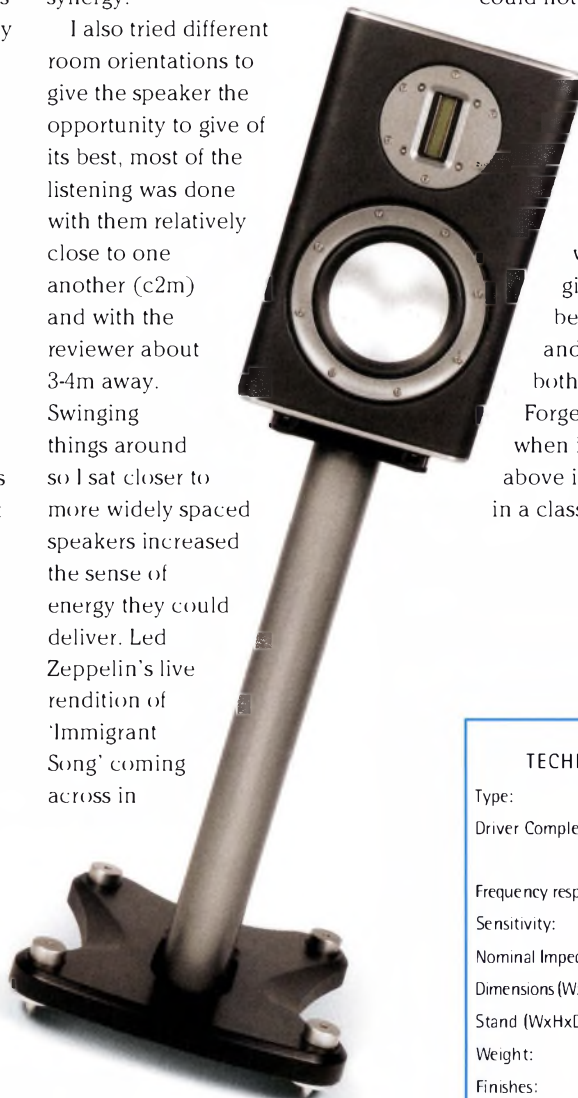 synergy.
I also tried different
room orientations to
give the speaker the
opportunity to give of
its best, most of the
listening was done
with them relatively
close to one
another (c2m)
and with the
reviewer about
3-4m away.
Swinging
things around
so I sat closer to
more widely spaced
speakers increased
the sense of
energy they could
deliver. Led
Zeppelin's live
rendition of
'Immigrant
Song' coming
across in
could not
w
gi
be
and
both
Forge
when i
above i
in a class
TECHN
Type:
Driver Comple
Frequency resp
Sensitivity:
Nominal Imped
Dimensions (W
Stand (WxHxD
Weight:
Finishes: